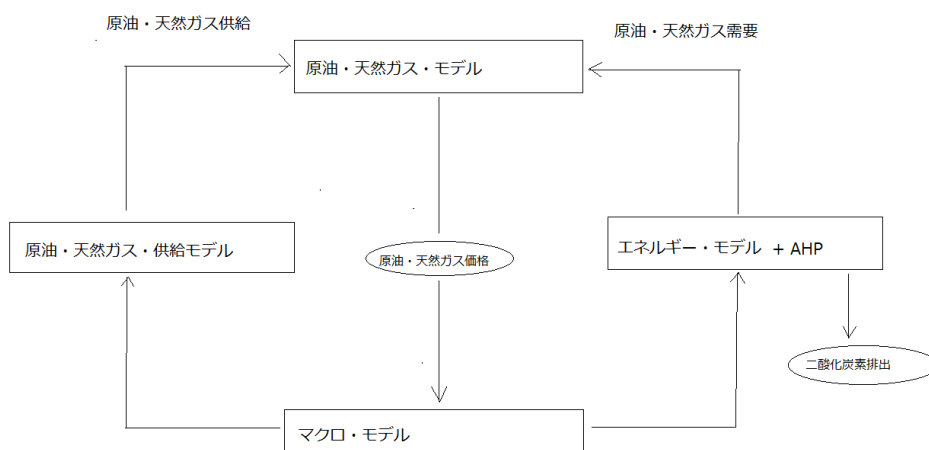 原油・天然ガス供給
原油・天然ガス需要
原油・天然ガス・モデル
原油・天然ガス・供給モデル
原油・天然ガス価格
エネルギー・モデル + AHP
二酸化炭素排出
マクロ・モデル